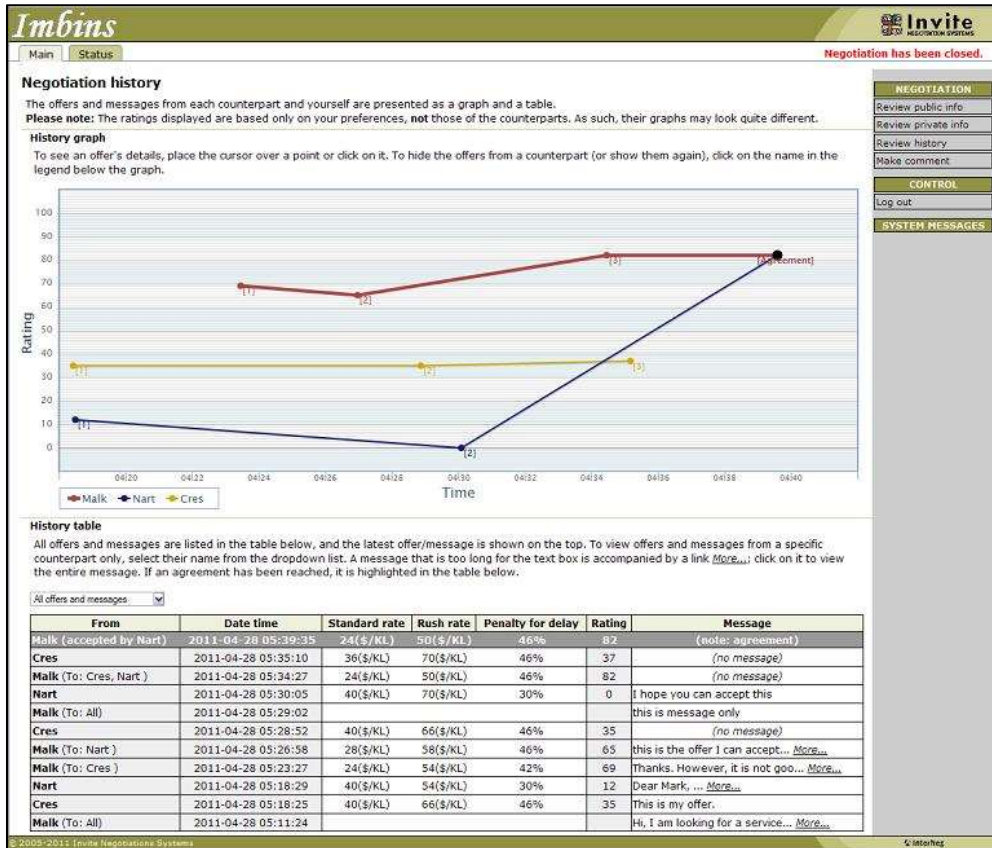 Imbins
Invite
NEGOTIATION SYSTEMS
Main Status
Negotiation has been closed.
Negotiation history
The offers and messages from each counterpart and yourself are presented as a graph and a table.
Please note: The ratings displayed are based only on your preferences, not those of the counterparts. As such, their graphs may look quite different.
History graph
To see an offer's details, place the cursor over a point or click on it. To hide the offers from a counterpart (or show them again), click on the name in the
legend below the graph.
NEGOTIATION
Review public info
Review private info
Review history
Make comment
CONTROL
Log out
SYSTEM MESSAGES
Rating
100
90
80
70
60
50
40
30
20
10
0
[1] [2] [3] [Agreement]
[1] [2] [3]
[1] [2]
04:20 04:22 04:24 04:26 04:28 04:30 04:32 04:34 04:36 04:38 04:40
Time
Malk Nart Cres
History table
All offers and messages are listed in the table below, and the latest offer/message is shown on the top. To view offers and messages from a specific
counterpart only, select their name from the dropdown list. A message that is too long for the text box is accompanied by a link More...; click on it to view
the entire message. If an agreement has been reached, it is highlighted in the table below.
All offers and messages
From Date time Standard rate Rush rate Penalty for delay Rating Message
Malk (accepted by Nart) 2011-04-28 05:39:35 24($/KL) 50($/KL) 46% 82 (note: agreement)
Cres 2011-04-28 05:35:10 36($/KL) 70($/KL) 46% 37 (no message)
Malk (To: Cres, Nart ) 2011-04-28 05:34:27 24($/KL) 50($/KL) 46% 82 (no message)
Nart 2011-04-28 05:30:05 40($/KL) 70($/KL) 30% 0 I hope you can accept this
Malk (To: All) 2011-04-28 05:29:02 this is message only
Cres 2011-04-28 05:28:52 40($/KL) 66($/KL) 46% 35 (no message)
Malk (To: Nart ) 2011-04-28 05:26:58 28($/KL) 58($/KL) 46% 65 this is the offer I can accept... More...
Malk (To: Cres ) 2011-04-28 05:23:27 24($/KL) 54($/KL) 42% 69 Thanks. However, it is not goo... More...
Nart 2011-04-28 05:18:29 40($/KL) 54($/KL) 30% 12 Dear Mark, ... More...
Cres 2011-04-28 05:18:25 40($/KL) 66($/KL) 46% 35 This is my offer.
Malk (To: All) 2011-04-28 05:11:24 Hi, I am looking for a service... More...
© 2005-2011 Invite Negotiations Systems
InterNeg